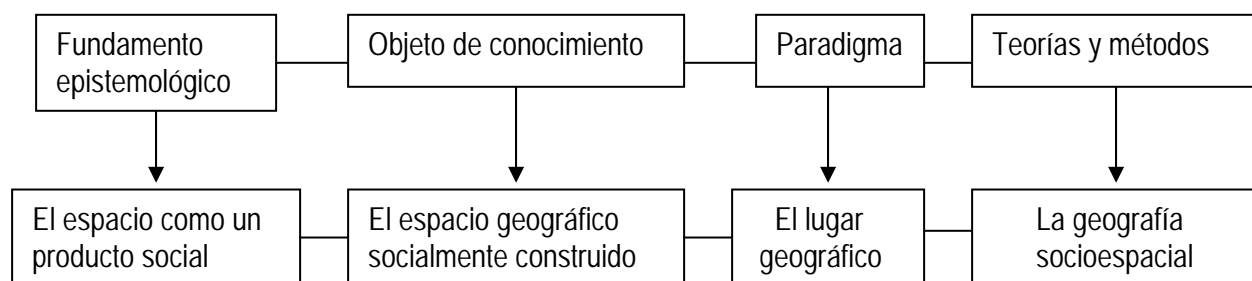 Fundamento
epistemológico
Objeto de conocimiento
Paradigma
Teorías y métodos
El espacio como un
producto social
El espacio geográfico
socialmente construido
El lugar
geográfico
La geografía
socioespacial